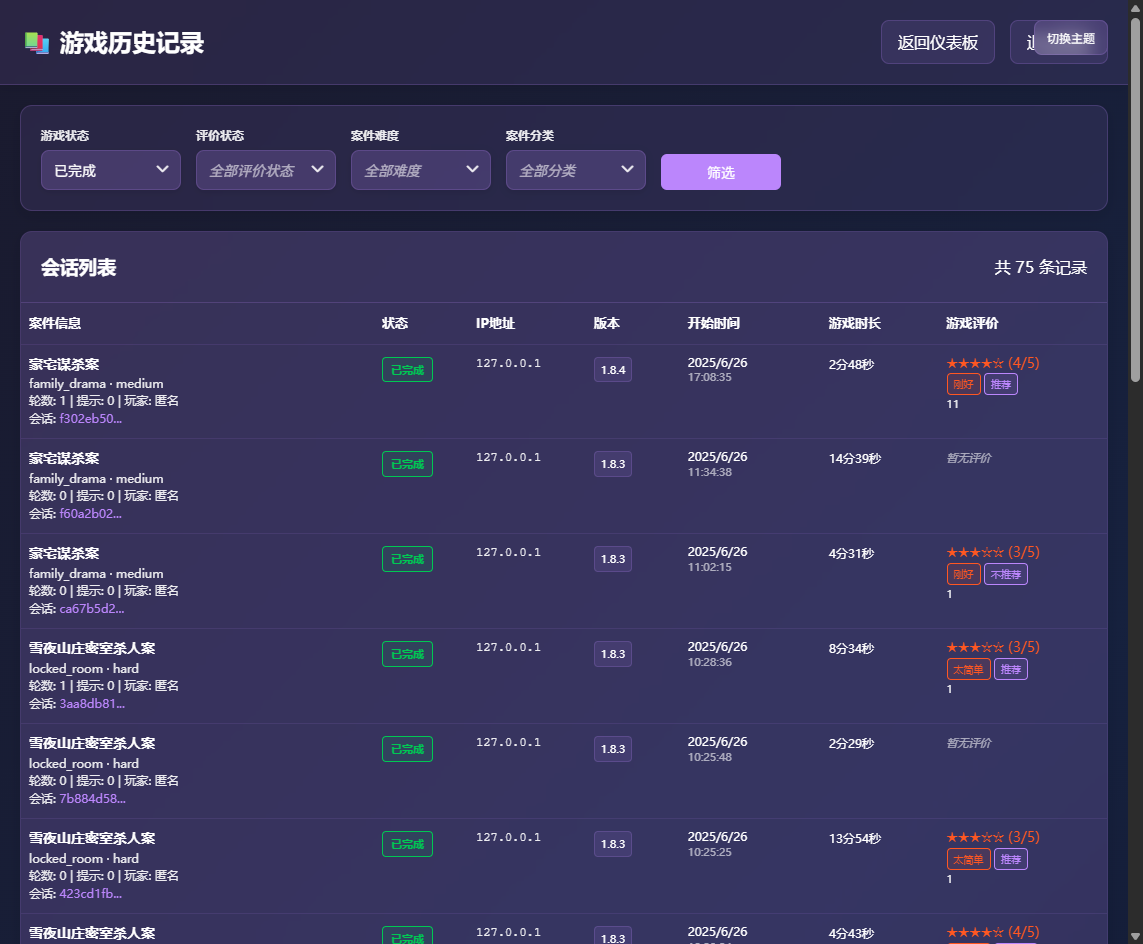 游戏历史记录
返回仪表板
切换主题
游戏状态
评价状态
案件难度
案件分类
已完成
全部评价状态
全部难度
全部分类
筛选
会话列表
共 75 条记录
案件信息 状态 IP地址 版本 开始时间 游戏时长 游戏评价
豪宅谋杀案
family_drama · medium
轮数: 1 | 提示: 0 | 玩家: 匿名
会话: f302eb50...
已完成
127.0.0.1
1.8.4
2025/6/26
17:08:35
2分48秒
★★★★☆ (4/5)
刚好 推荐
11
豪宅谋杀案
family_drama · medium
轮数: 0 | 提示: 0 | 玩家: 匿名
会话: f60a2b02...
已完成
127.0.0.1
1.8.3
2025/6/26
11:34:38
14分39秒
暂无评价
豪宅谋杀案
family_drama · medium
轮数: 0 | 提示: 0 | 玩家: 匿名
会话: ca67b5d2...
已完成
127.0.0.1
1.8.3
2025/6/26
11:02:15
4分31秒
★★★☆☆ (3/5)
刚好 不推荐
1
雪夜山庄密室杀人案
locked_room · hard
轮数: 1 | 提示: 0 | 玩家: 匿名
会话: 3aa8db81...
已完成
127.0.0.1
1.8.3
2025/6/26
10:28:36
8分34秒
★★★☆☆ (3/5)
太简单 推荐
1
雪夜山庄密室杀人案
locked_room · hard
轮数: 0 | 提示: 0 | 玩家: 匿名
会话: 7b884d58...
已完成
127.0.0.1
1.8.3
2025/6/26
10:25:48
2分29秒
暂无评价
雪夜山庄密室杀人案
locked_room · hard
轮数: 0 | 提示: 0 | 玩家: 匿名
会话: 423cd1fb...
已完成
127.0.0.1
1.8.3
2025/6/26
10:25:25
13分54秒
★★★☆☆ (3/5)
太简单 推荐
1
雪夜山庄密室杀人案
已完成
127.0.0.1
1.8.3
2025/6/26
4分43秒
★★★★☆ (4/5)